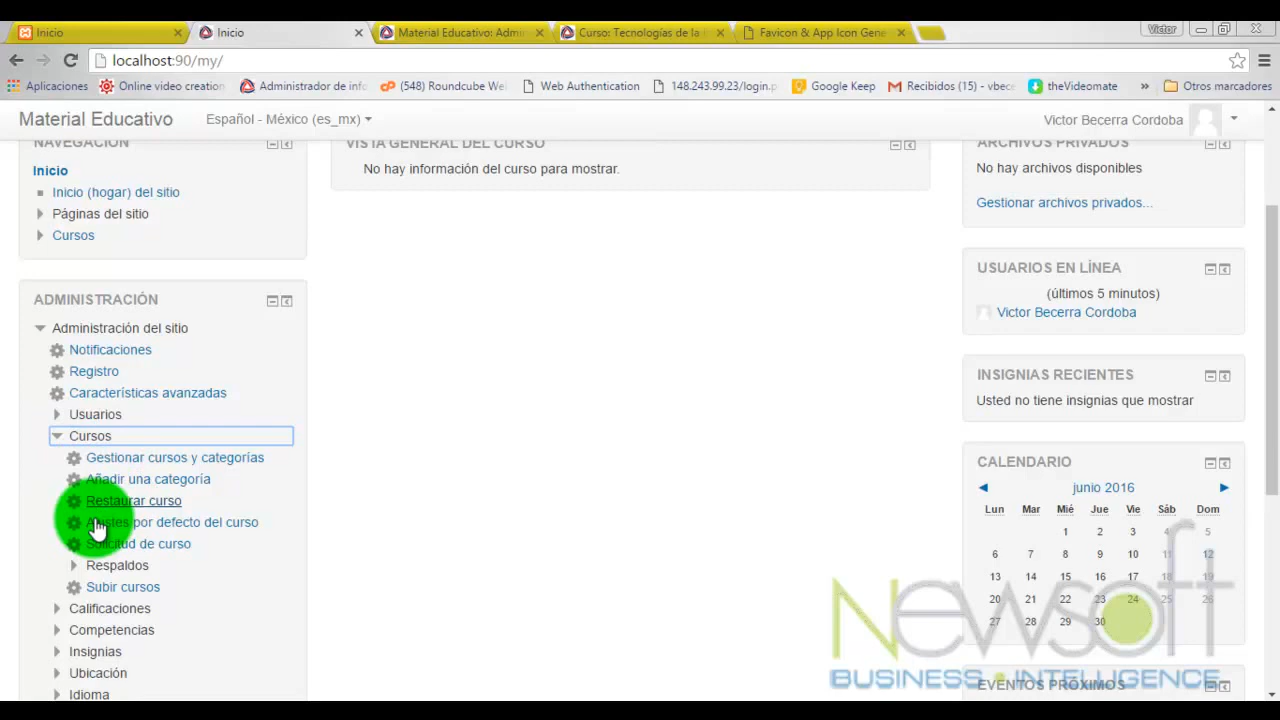 Inicio
Inicio
Material Educativo: Admi
Curso: Tecnologías de la
Favicon & App Icon Gene
Victor
localhost:90/my/
Aplicaciones
Online video creation
Administrador de info
(548) Roundcube We
Web Authentication
148.243.99.23/login.p
Google Keep
Recibidos (15) - vbece
theVideomate
»
Otros marcadores
Material Educativo
Español - México (es_mx)
Victor Becerra Cordoba
NAVEGACIÓN
Inicio
Inicio (hogar) del sitio
Páginas del sitio
Cursos
ADMINISTRACIÓN
Administración del sitio
Notificaciones
Registro
Características avanzadas
Usuarios
Cursos
Gestionar cursos y categorías
Añadir una categoría
Restaurar curso
Ajustes por defecto del curso
Solicitud de curso
Respaldos
Subir cursos
Calificaciones
Competencias
Insignias
Ubicación
Idioma
VISTA GENERAL DEL CURSO
No hay información del curso para mostrar.
ARCHIVOS PRIVADOS
No hay archivos disponibles
Gestionar archivos privados...
USUARIOS EN LÍNEA
(últimos 5 minutos)
Victor Becerra Cordoba
INSIGNIAS RECIENTES
Usted no tiene insignias que mostrar
CALENDARIO
◀ junio 2016 ▶
Lun Mar Mié Jue Vie Sáb Dom
1 2 3 4 5
6 7 8 9 10 11 12
13 14 15 16 17 18 19
20 21 22 23 24 25 26
27 28 29 30
EVENTOS PRÓXIMOS
Newsoft
BUSINESS INTELLIGENCE